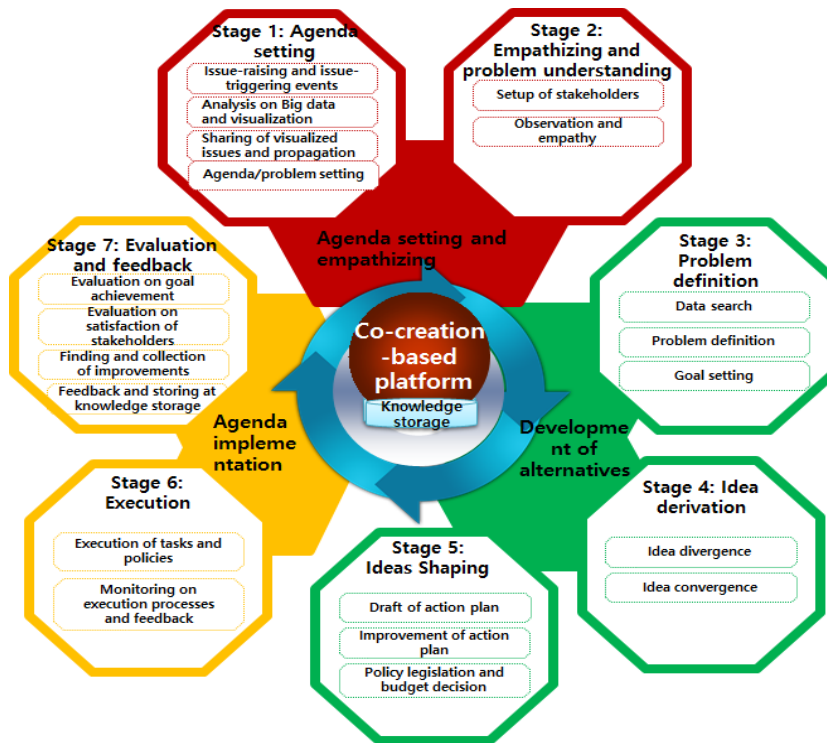 Stage 1: Agenda
setting
Issue-raising and issue-
triggering events
Analysis on Big data
and visualization
Sharing of visualized
issues and propagation
Agenda/problem setting
Stage 2:
Empathizing and
problem understanding
Setup of stakeholders
Observation and
empathy
Stage 3:
Problem
definition
Data search
Problem definition
Goal setting
Stage 4: Idea
derivation
Idea divergence
Idea convergence
Stage 5:
Ideas Shaping
Draft of action plan
Improvement of action
plan
Policy legislation and
budget decision
Stage 6:
Execution
Execution of tasks and
policies
Monitoring on
execution processes
and feedback
Stage 7: Evaluation
and feedback
Evaluation on goal
achievement
Evaluation on
satisfaction of
stakeholders
Finding and collection
of improvements
Feedback and storing at
knowledge storage
Agenda setting and
empathizing
Developme
nt of
alternatives
Agenda
impleme
ntation
Co-creation
-based
platform
Knowledge
storage